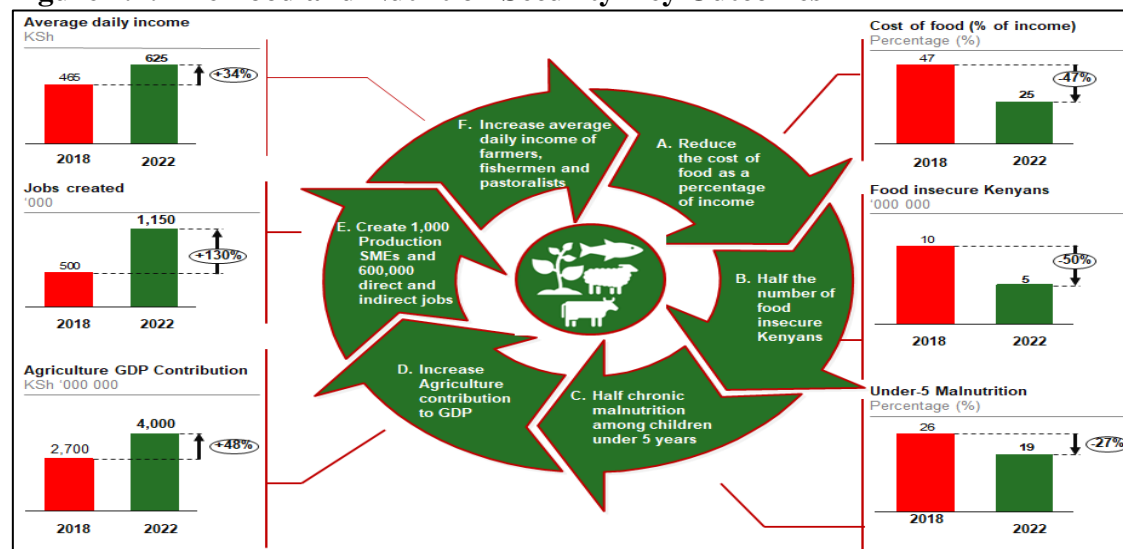 Average daily income
KSh
625
465
+34%
2018
2022
Jobs created
‘000
1,150
500
+130%
2018
2022
Agriculture GDP Contribution
KSh ‘000 000
4,000
2,700
+48%
2018
2022
F. Increase average
daily income of
farmers,
fishermen and
pastoralists
A. Reduce
the cost of
food as a
percentage
of income
E. Create 1,000
Production
SMEs and
600,000
direct and
indirect jobs
B. Half the
number of
food
insecure
Kenyans
D. Increase
Agriculture
contribution
to GDP
C. Half chronic
malnutrition
among children
under 5 years
Cost of food (% of income)
Percentage (%)
47
-47%
25
2018
2022
Food insecure Kenyans
‘000 000
10
-50%
5
2018
2022
Under-5 Malnutrition
Percentage (%)
26
-27%
19
2018
2022